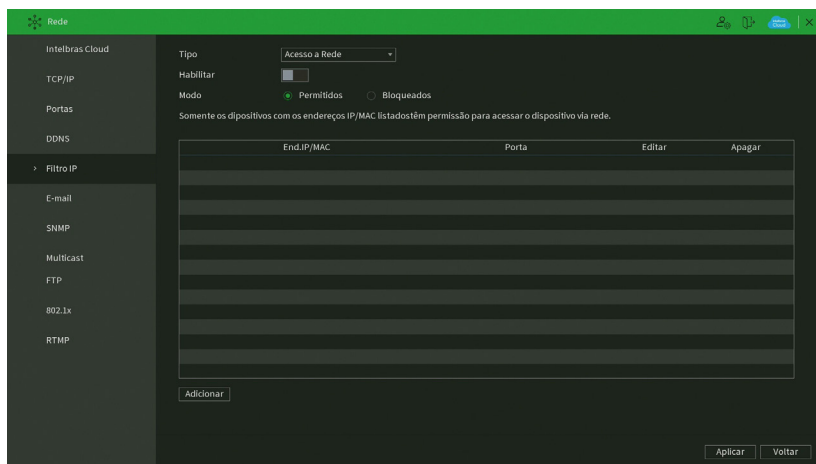 Rede
Intelbras Cloud
TCP/IP
Portas
DDNS
Filtro IP
E-mail
SNMP
Multicast
FTP
802.1x
RTMP
Tipo Acesso a Rede
Habilitar
Modo Permitidos Bloqueados
Somente os dipositivos com os endereços IP/MAC listadostêm permissão para acessar o dispositivo via rede.
End.IP/MAC Porta Editar Apagar
Adicionar
Aplicar Voltar